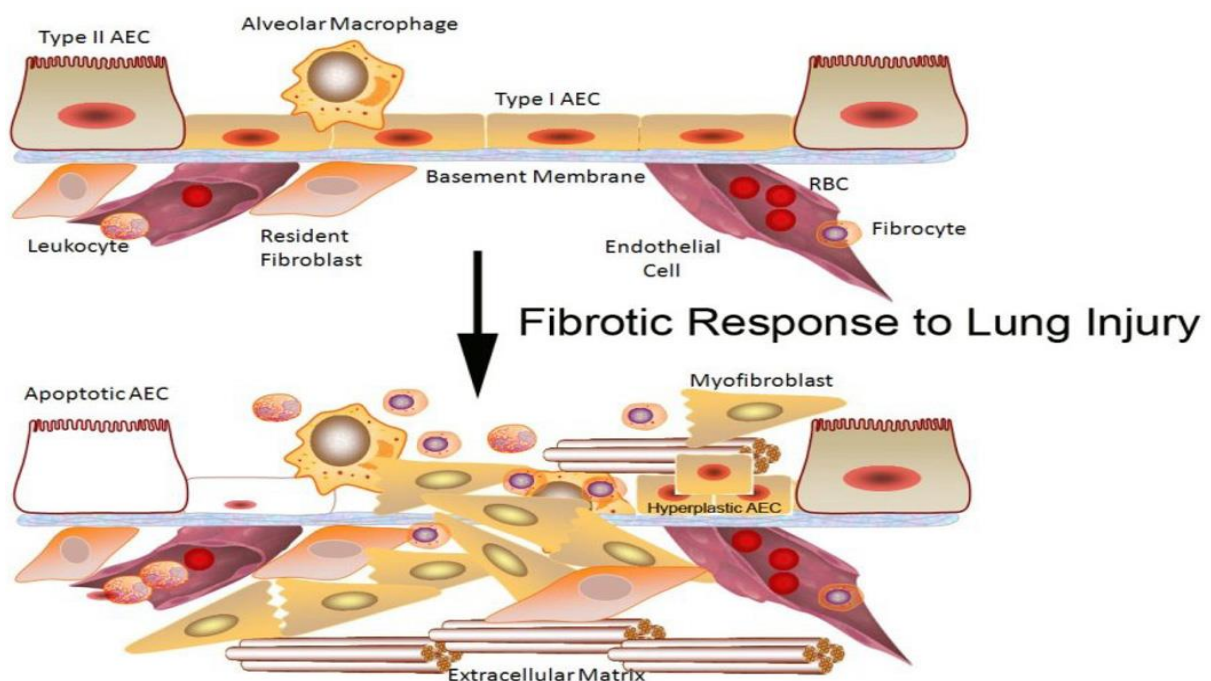 Type II AEC
Alveolar Macrophage
Type I AEC
Basement Membrane
RBC
Leukocyte
Resident
Fibroblast
Endothelial
Cell
Fibrocyte
Fibrotic Response to Lung Injury
Apoptotic AEC
Myofibroblast
Hyperplastic AEC
Extracellular Matrix